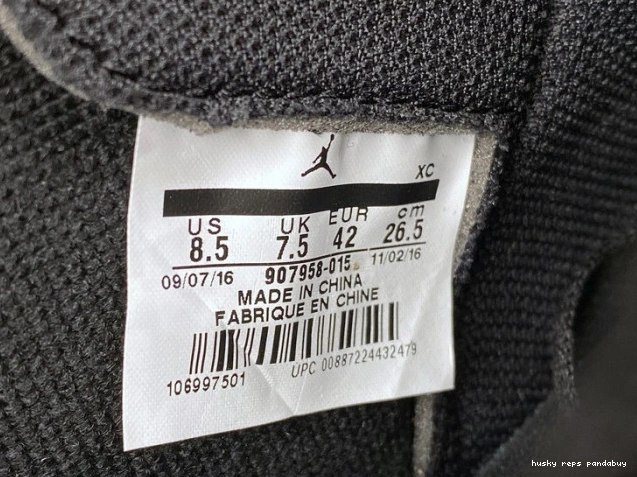 XC
US UK EUR cm
8.5 7.5 42 26.5
09/07/16 907958-015 11/02/16
MADE IN CHINA
FABRIQUE EN CHINE
106997501 UPC 00887224432479
husky reps pandabuy